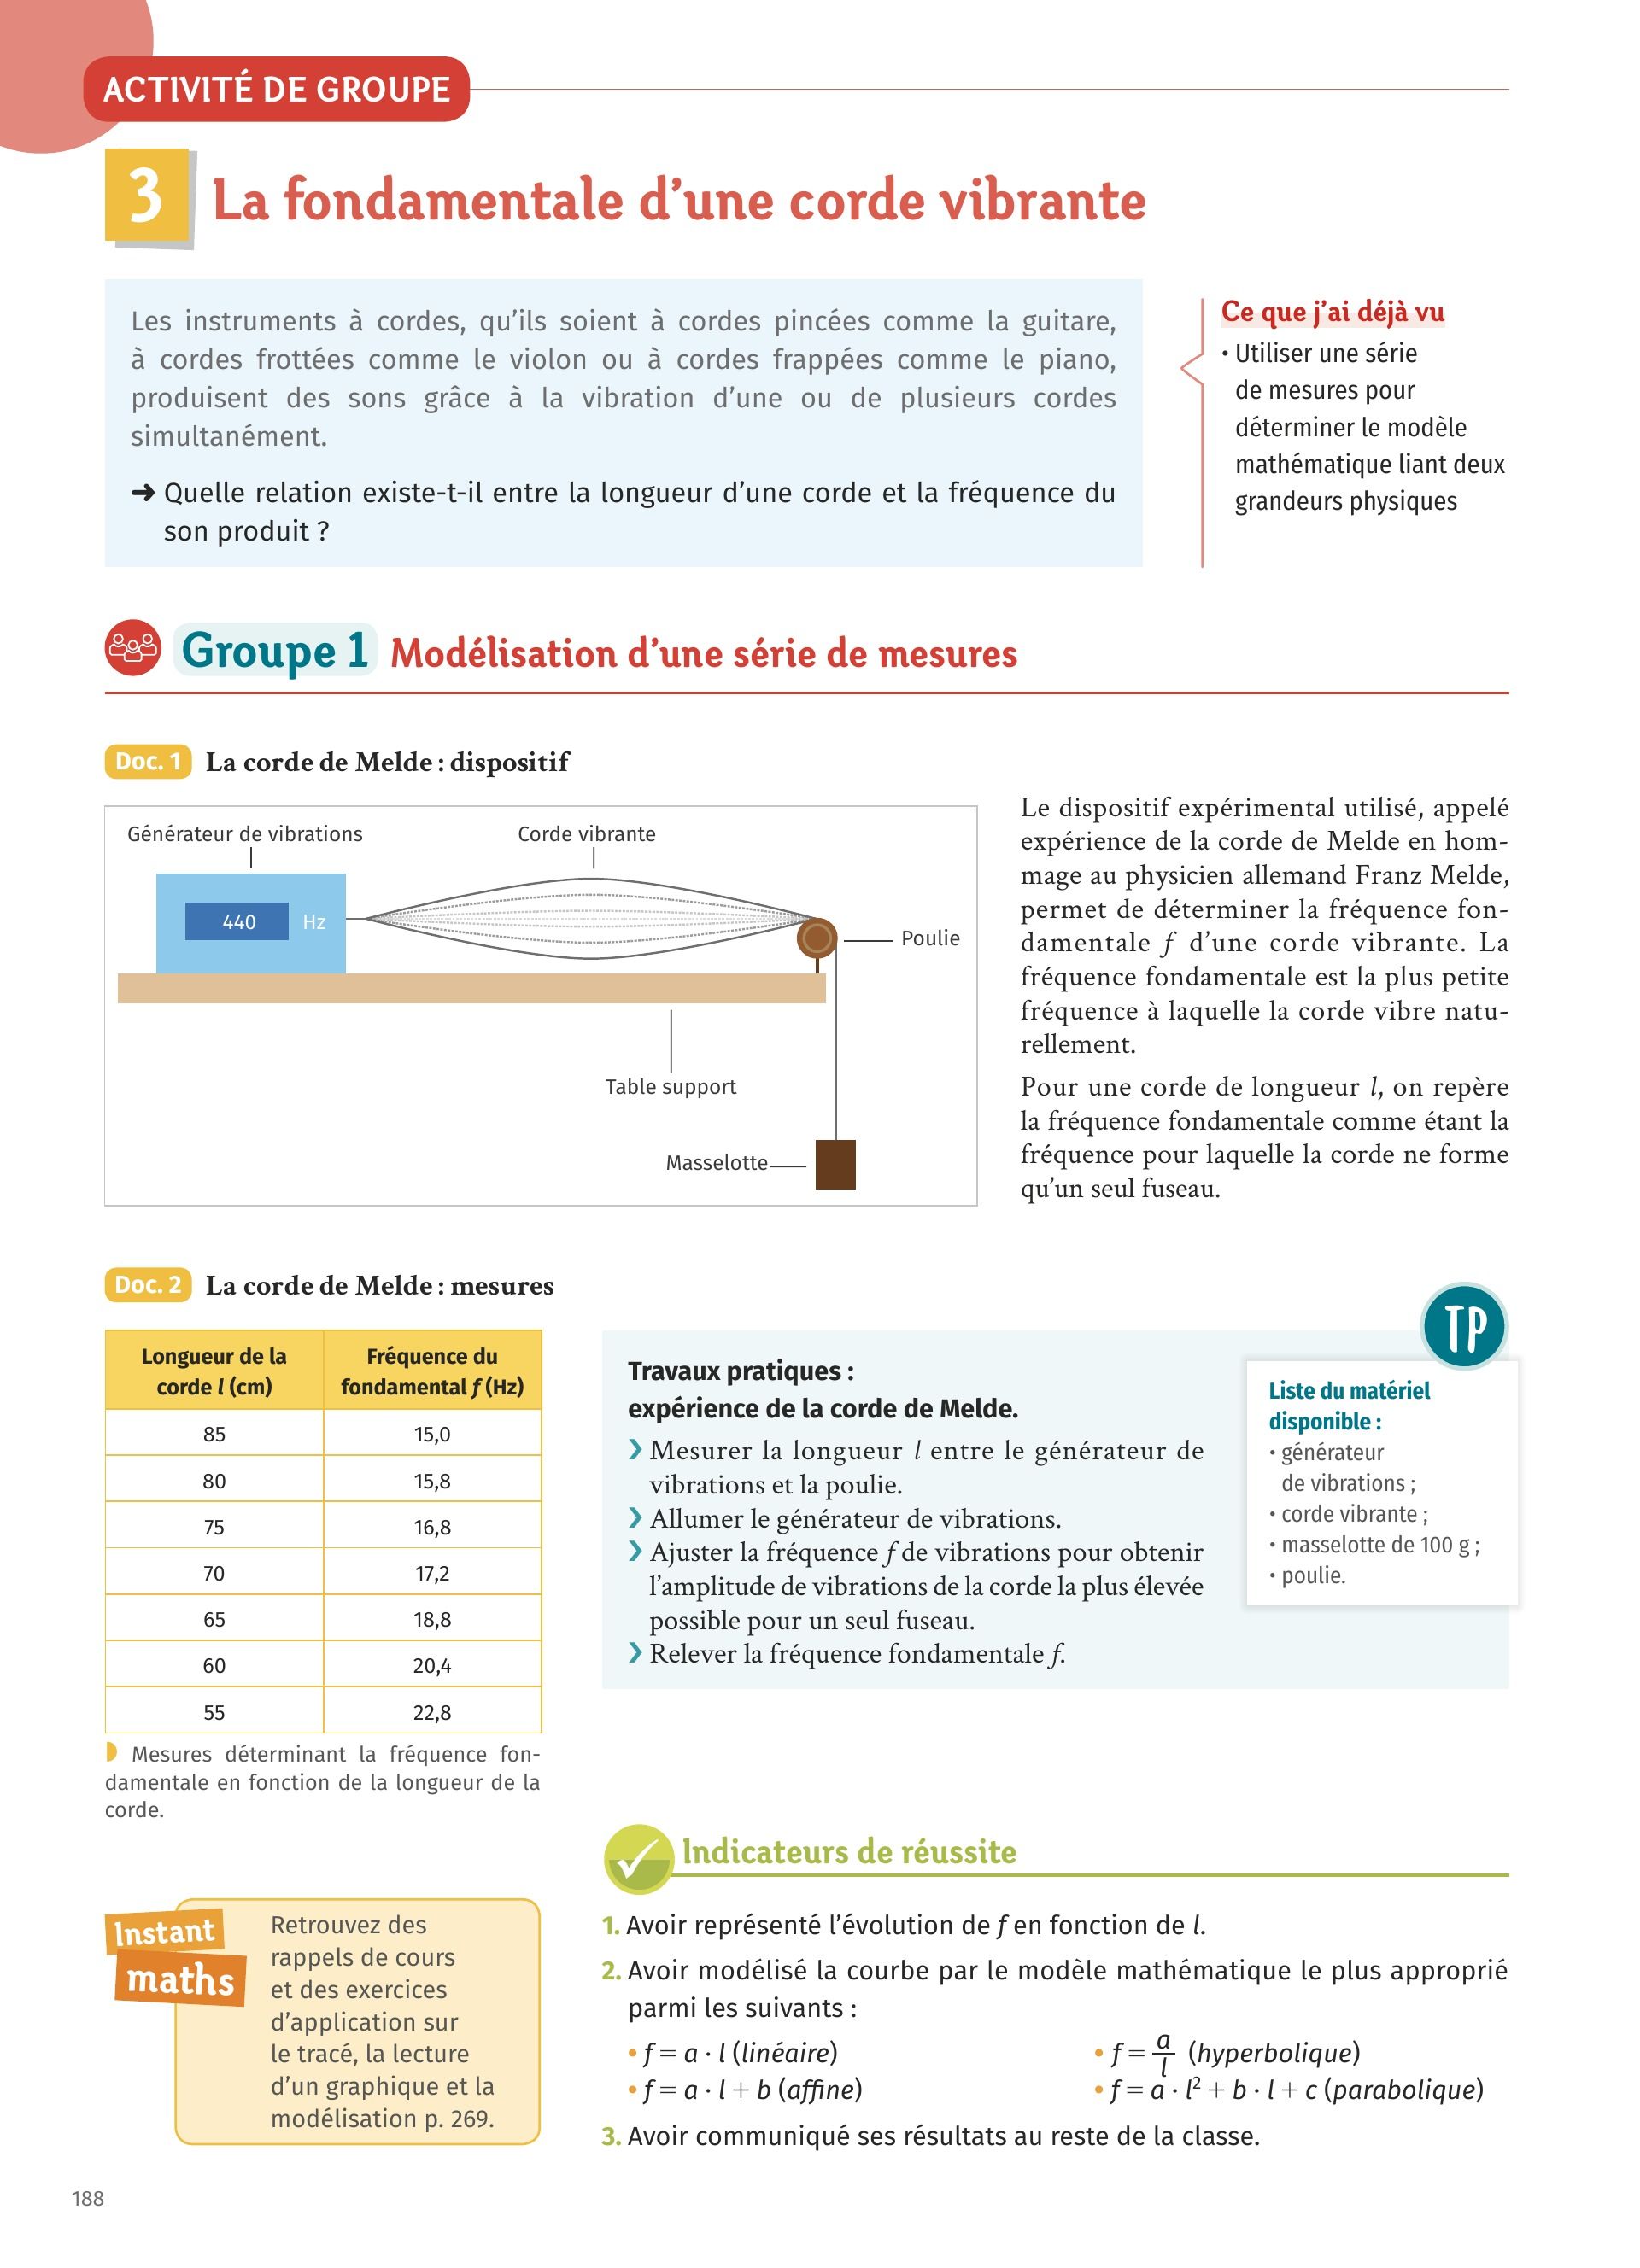 ACTIVITÉ DE GROUPE
3
La fondamentale d’une corde vibrante
Les instruments à cordes, qu’ils soient à cordes pincées comme la guitare,
à cordes frottées comme le violon ou à cordes frappées comme le piano,
produisent des sons grâce à la vibration d’une ou de plusieurs cordes
simultanément.
➜ Quelle relation existe-t-il entre la longueur d’une corde et la fréquence du
son produit ?
Ce que j’ai déjà vu
• Utiliser une série
de mesures pour
déterminer le modèle
mathématique liant deux
grandeurs physiques
Groupe 1 Modélisation d’une série de mesures
Doc. 1 La corde de Melde : dispositif
Générateur de vibrations
Corde vibrante
440 Hz
Poulie
Table support
Masselotte
Le dispositif expérimental utilisé, appelé
expérience de la corde de Melde en hom-
mage au physicien allemand Franz Melde,
permet de déterminer la fréquence fon-
damentale f d’une corde vibrante. La
fréquence fondamentale est la plus petite
fréquence à laquelle la corde vibre natu-
rellement.
Pour une corde de longueur l, on repère
la fréquence fondamentale comme étant la
fréquence pour laquelle la corde ne forme
qu’un seul fuseau.
Doc. 2 La corde de Melde : mesures
Longueur de la
corde l (cm)
Fréquence du
fondamental f (Hz)
85 15,0
80 15,8
75 16,8
70 17,2
65 18,8
60 20,4
55 22,8
Mesures déterminant la fréquence fon-
damentale en fonction de la longueur de la
corde.
TP
Travaux pratiques :
expérience de la corde de Melde.
❯ Mesurer la longueur l entre le générateur de
vibrations et la poulie.
❯ Allumer le générateur de vibrations.
❯ Ajuster la fréquence f de vibrations pour obtenir
l’amplitude de vibrations de la corde la plus élevée
possible pour un seul fuseau.
❯ Relever la fréquence fondamentale f.
Liste du matériel
disponible :
• générateur
de vibrations ;
• corde vibrante ;
• masselotte de 100 g ;
• poulie.
Instant
maths
Retrouvez des
rappels de cours
et des exercices
d’application sur
le tracé, la lecture
d’un graphique et la
modélisation p. 269.
Indicateurs de réussite
1. Avoir représenté l’évolution de f en fonction de l.
2. Avoir modélisé la courbe par le modèle mathématique le plus approprié
parmi les suivants :
• f = a · l (linéaire)
• f = a · l + b (affine)
• f = a/l (hyperbolique)
• f = a · l² + b · l + c (parabolique)
3. Avoir communiqué ses résultats au reste de la classe.
188